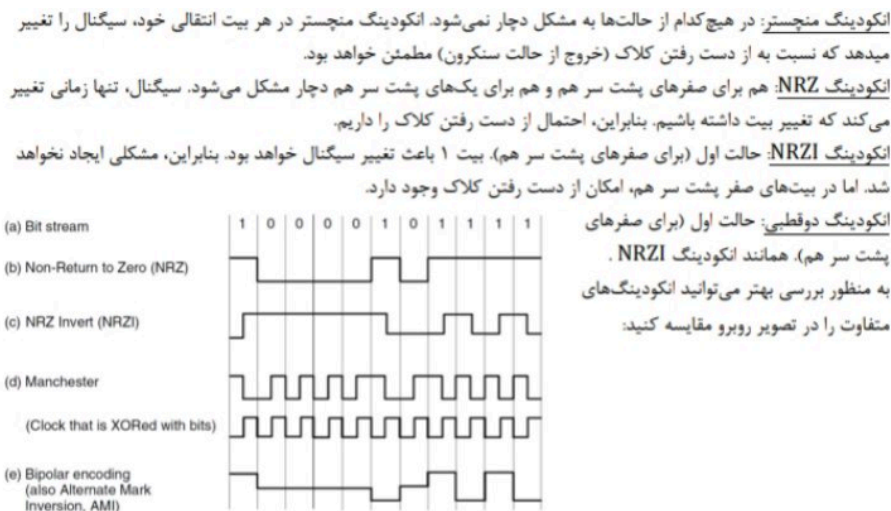 انکودینگ منچستر: در هیچ‌کدام از حالت‌ها به مشکل دچار نمی‌شود. انکودینگ منچستر در هر بیت انتقالی خود، سیگنال را تغییر
میدهد که نسبت به از دست رفتن کلاک (خروج از حالت سنکرون) مطمئن خواهد بود.
انکودینگ NRZ: هم برای صفرهای پشت سر هم و هم برای یک‌های پشت سر هم دچار مشکل می‌شود. سیگنال، تنها زمانی تغییر
می‌کند که تغییر بیت داشته باشیم. بنابراین، احتمال از دست رفتن کلاک را داریم.
انکودینگ NRZI: حالت اول (برای صفرهای پشت سر هم). بیت ۱ باعث تغییر سیگنال خواهد بود. بنابراین، مشکلی ایجاد نخواهد
شد. اما در بیت‌های صفر پشت سر هم، امکان از دست رفتن کلاک وجود دارد.
انکودینگ دوقطبی: حالت اول (برای صفرهای
پشت سر هم). همانند انکودینگ NRZI .
به منظور بررسی بهتر می‌توانید انکودینگ‌های
متفاوت را در تصویر روبرو مقایسه کنید:
(a) Bit stream
1 0 0 0 0 1 0 1 1 1 1
(b) Non-Return to Zero (NRZ)
(c) NRZ Invert (NRZI)
(d) Manchester
(Clock that is XORed with bits)
(e) Bipolar encoding
(also Alternate Mark
Inversion, AMI)